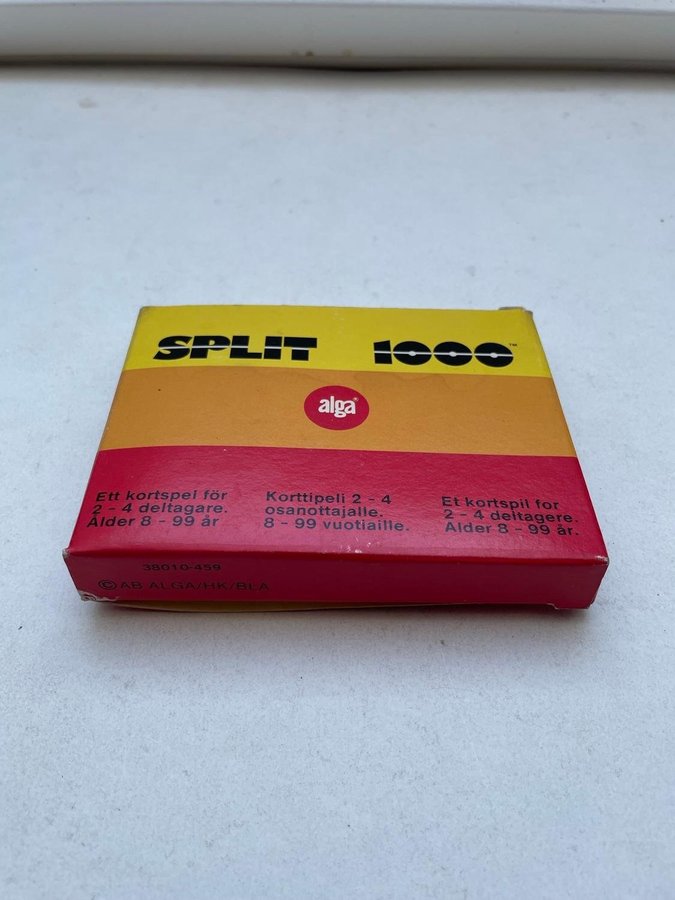 SPLIT 1000™
alga®
Ett kortspel för
2 - 4 deltagare.
Ålder 8 - 99 år
Korttipeli 2 - 4
osanottajalle.
8 - 99 vuotiaille.
Et kortspil for
2 - 4 deltagere.
Alder 8 - 99 år.
38010-459
©AB ALGA/HK/BLA